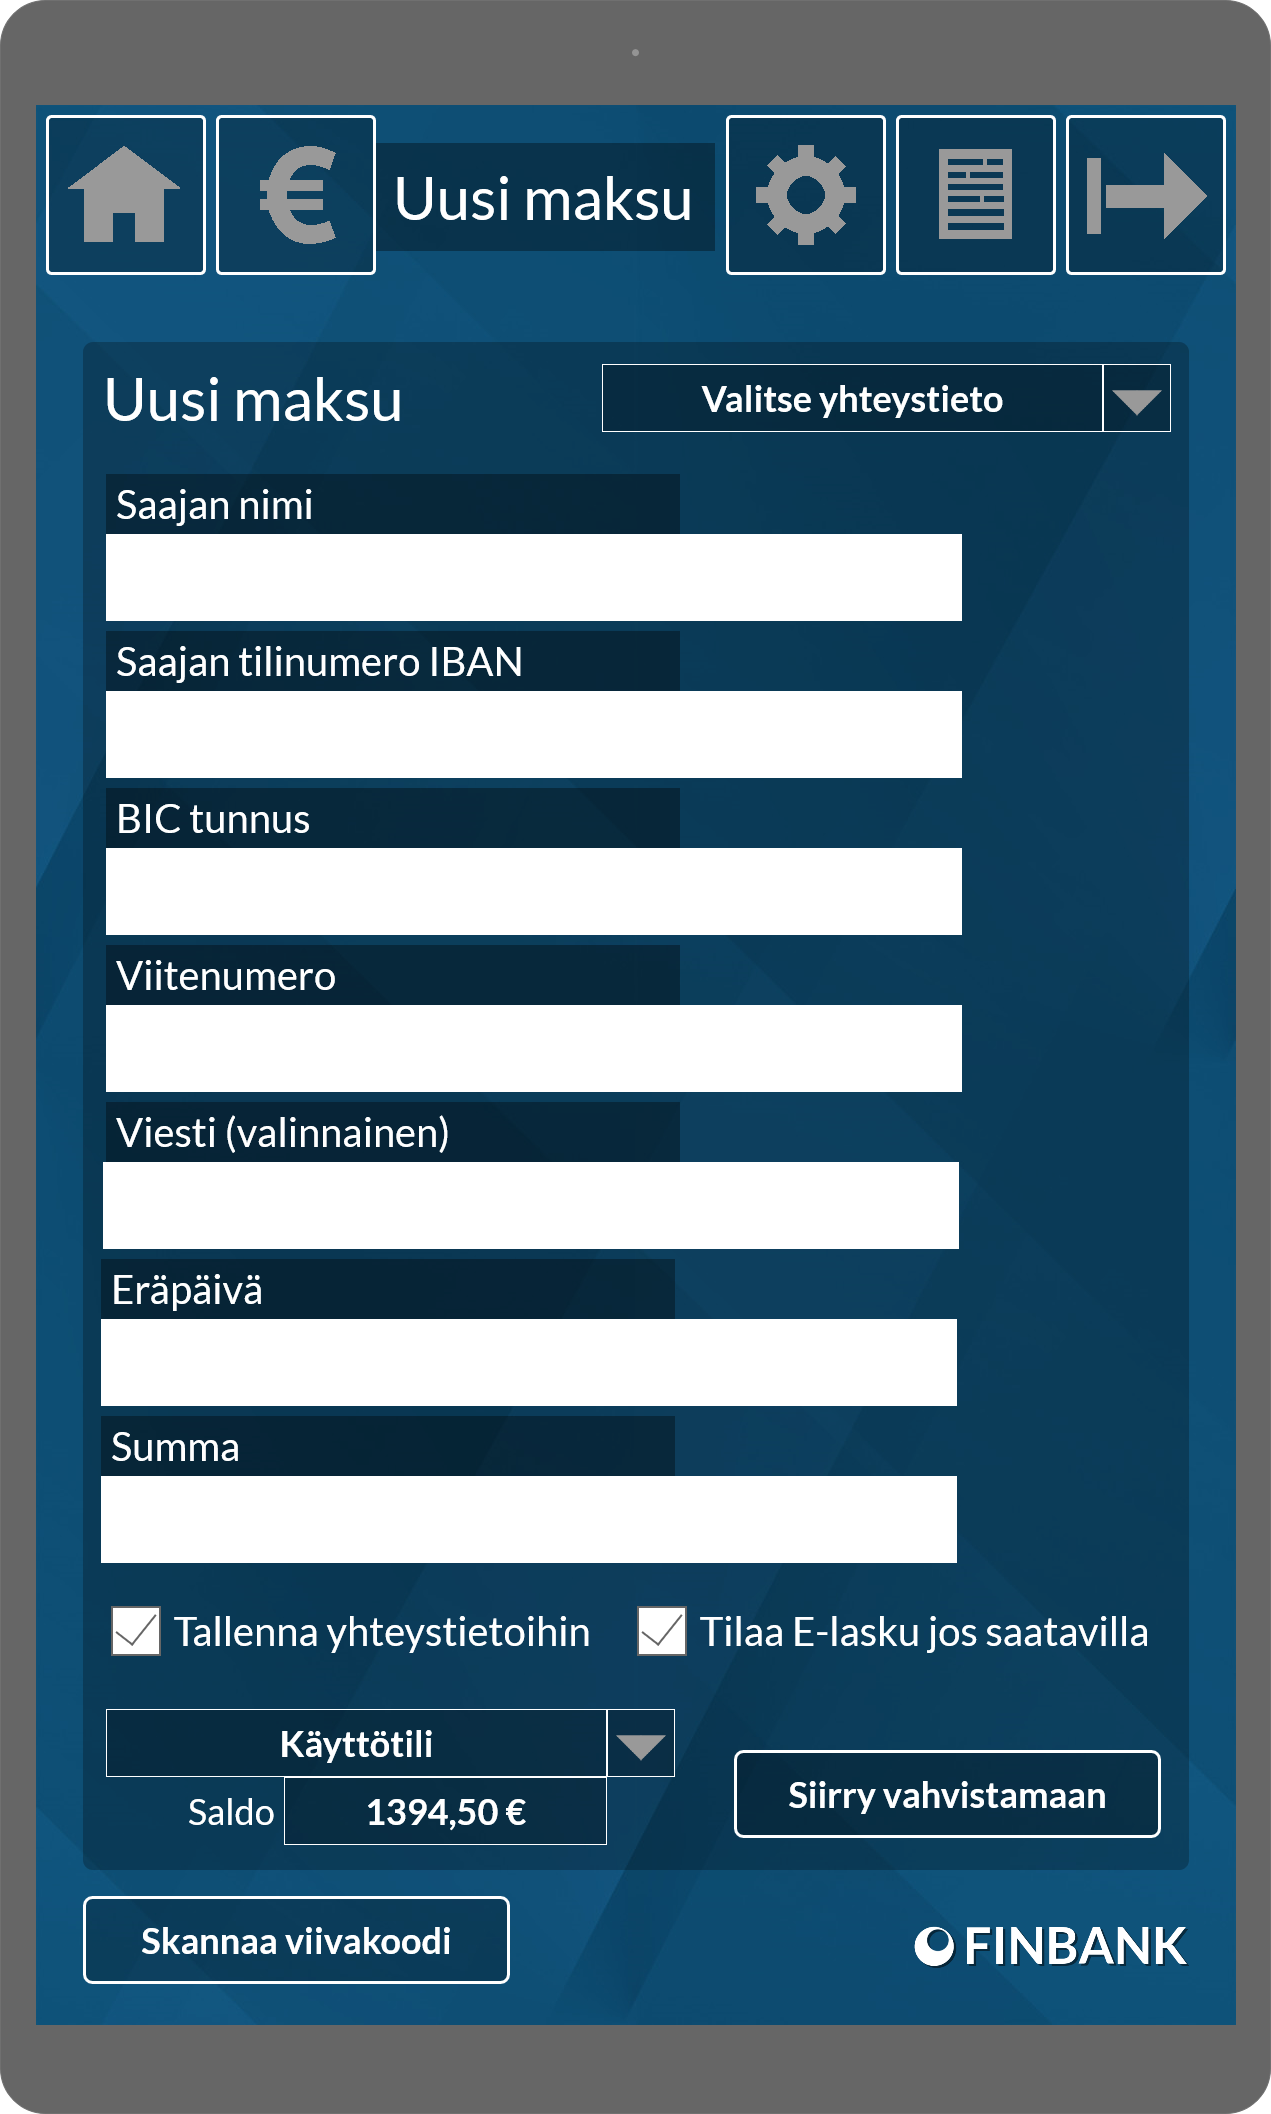 € Uusi maksu
Uusi maksu
Valitse yhteystieto
Saajan nimi
Saajan tilinumero IBAN
BIC tunnus
Viitenumero
Viesti (valinnainen)
Eräpäivä
Summa
Tallenna yhteystietoihin
Tilaa E-lasku jos saatavilla
Käyttötili
Saldo 1394,50 €
Siirry vahvistamaan
Skannaa viivakoodi
FINBANK